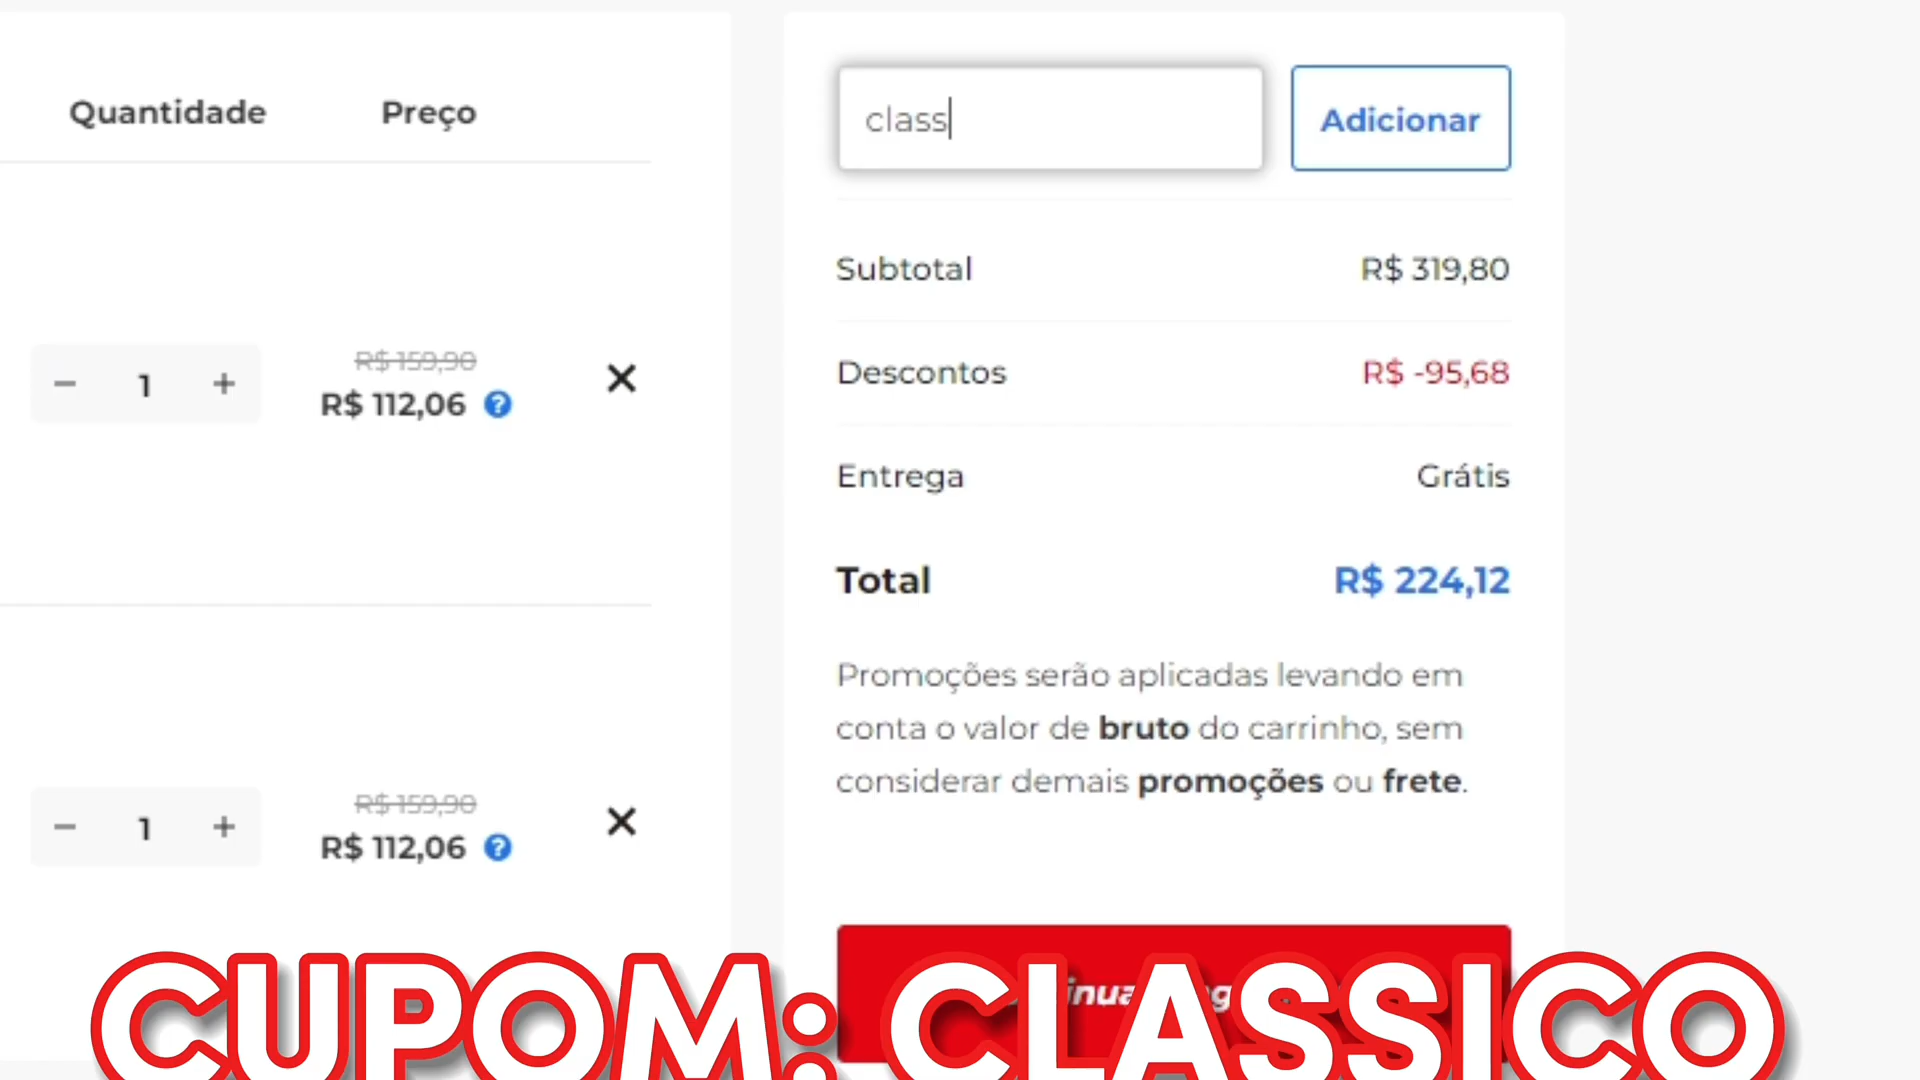 Quantidade Preço
class
Adicionar
Subtotal R$ 319,80
R$ 159,90
1 R$ 112,06
Descontos R$ -95,68
Entrega Grátis
Total R$ 224,12
Promoções serão aplicadas levando em
conta o valor de bruto do carrinho, sem
considerar demais promoções ou frete.
R$ 159,90
1 R$ 112,06
CUPOM: CLASSICO